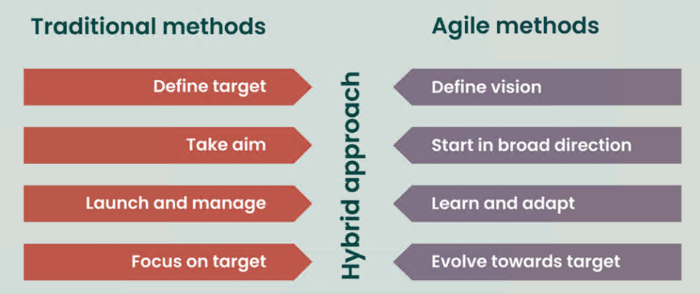 Traditional methods
Agile methods
Define target
Define vision
Take aim
Start in broad direction
Hybrid approach
Launch and manage
Learn and adapt
Focus on target
Evolve towards target